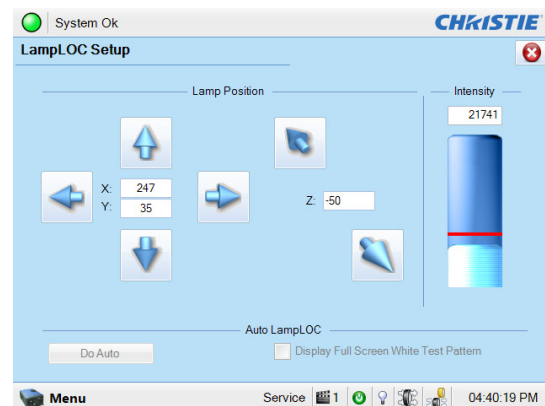 System Ok
CHRISTIE
LampLOC Setup
Lamp Position
Intensity
21741
X: 247
Y: 35
Z: -50
Auto LampLOC
Do Auto
Display Full Screen White Test Pattern
Menu
Service
1
04:40:19 PM